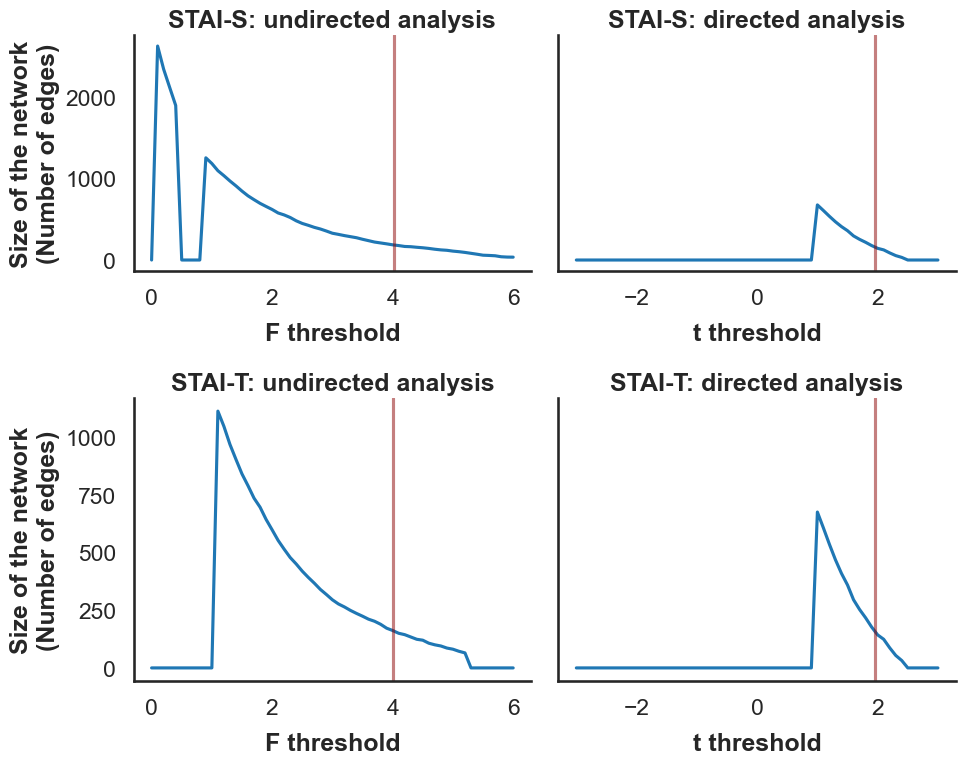 STAI-S: undirected analysis
STAI-S: directed analysis
Size of the network
(Number of edges)
2000
1000
0
0 2 4 6
−2 0 2
F threshold
t threshold
STAI-T: undirected analysis
STAI-T: directed analysis
Size of the network
(Number of edges)
1000
750
500
250
0
0 2 4 6
−2 0 2
F threshold
t threshold